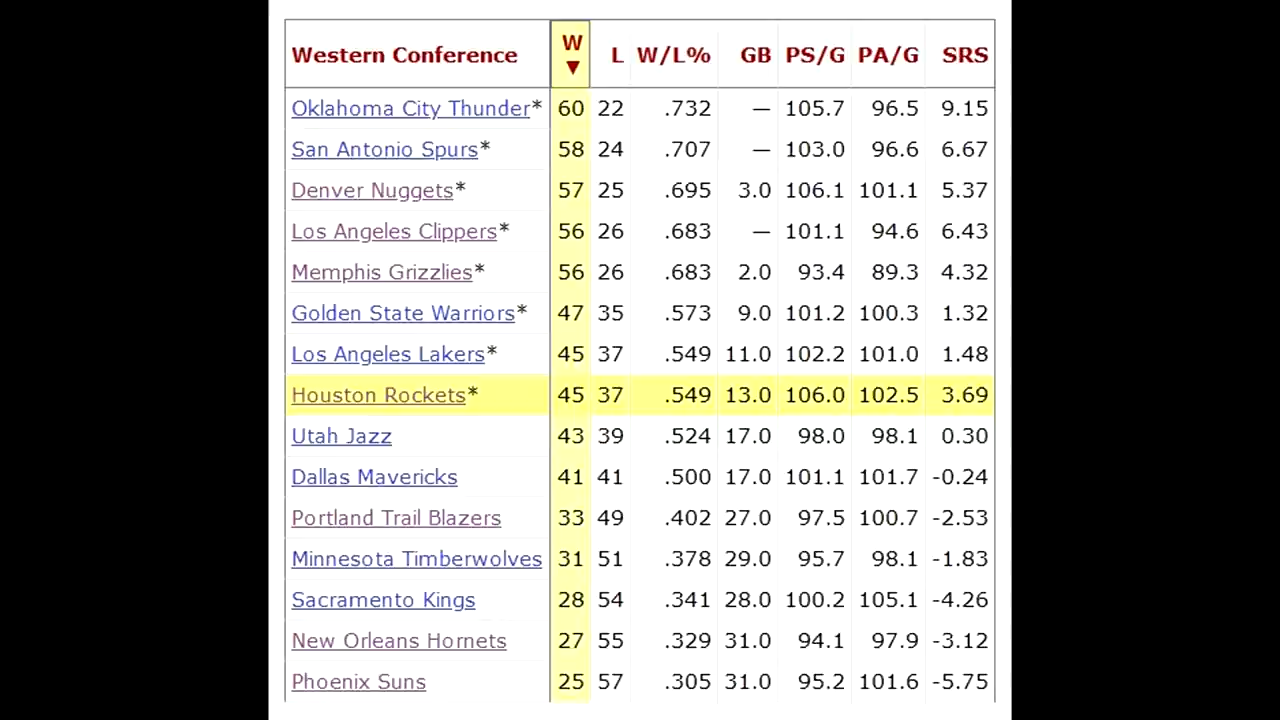 Western Conference W ▼ L W/L% GB PS/G PA/G SRS
Oklahoma City Thunder* 60 22 .732 — 105.7 96.5 9.15
San Antonio Spurs* 58 24 .707 — 103.0 96.6 6.67
Denver Nuggets* 57 25 .695 3.0 106.1 101.1 5.37
Los Angeles Clippers* 56 26 .683 — 101.1 94.6 6.43
Memphis Grizzlies* 56 26 .683 2.0 93.4 89.3 4.32
Golden State Warriors* 47 35 .573 9.0 101.2 100.3 1.32
Los Angeles Lakers* 45 37 .549 11.0 102.2 101.0 1.48
Houston Rockets* 45 37 .549 13.0 106.0 102.5 3.69
Utah Jazz 43 39 .524 17.0 98.0 98.1 0.30
Dallas Mavericks 41 41 .500 17.0 101.1 101.7 -0.24
Portland Trail Blazers 33 49 .402 27.0 97.5 100.7 -2.53
Minnesota Timberwolves 31 51 .378 29.0 95.7 98.1 -1.83
Sacramento Kings 28 54 .341 28.0 100.2 105.1 -4.26
New Orleans Hornets 27 55 .329 31.0 94.1 97.9 -3.12
Phoenix Suns 25 57 .305 31.0 95.2 101.6 -5.75